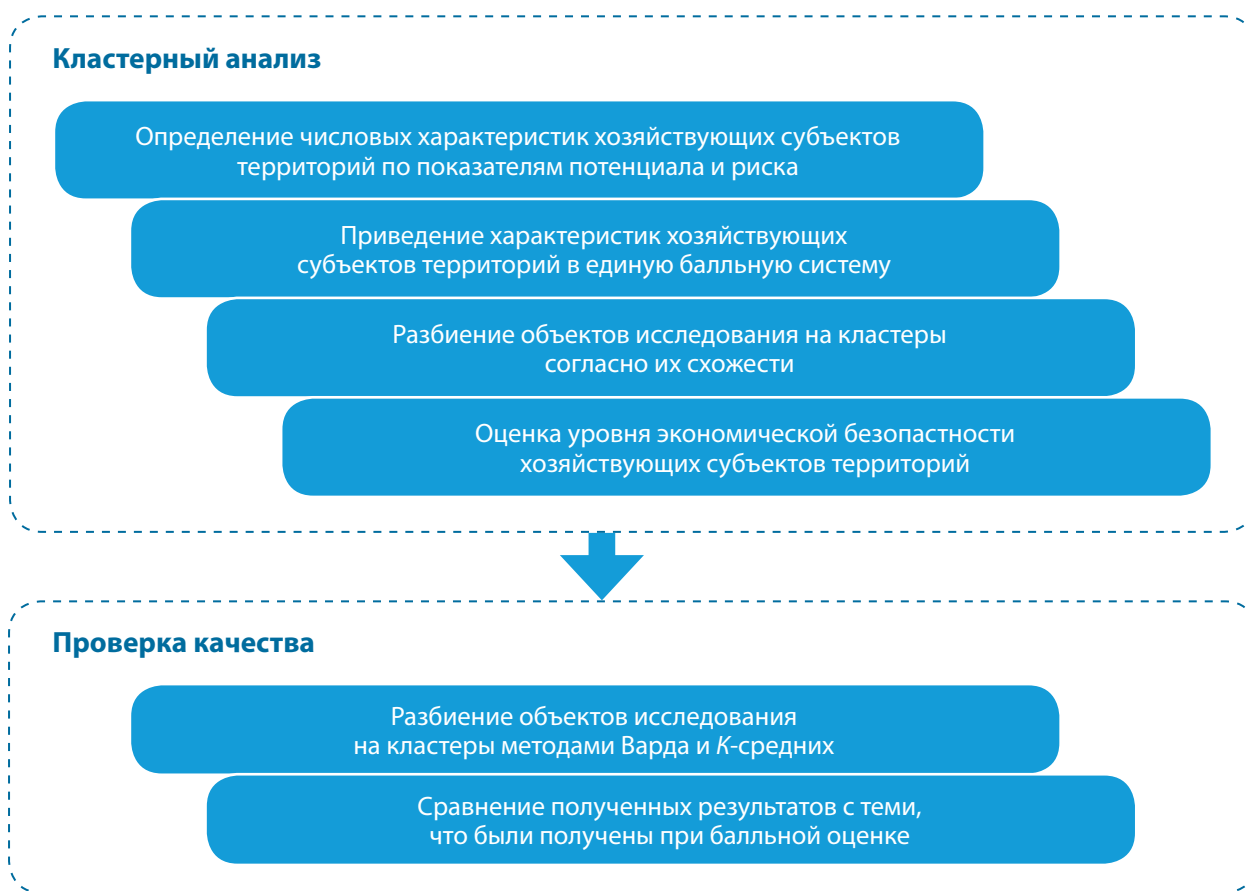 Кластерный анализ
Определение числовых характеристик хозяйствующих субъектов
территорий по показателям потенциала и риска
Приведение характеристик хозяйствующих
субъектов территорий в единую балльную систему
Разбиение объектов исследования на кластеры
согласно их схожести
Оценка уровня экономической безопастности
хозяйствующих субъектов территорий
Проверка качества
Разбиение объектов исследования
на кластеры методами Варда и К-средних
Сравнение полученных результатов с теми,
что были получены при балльной оценке